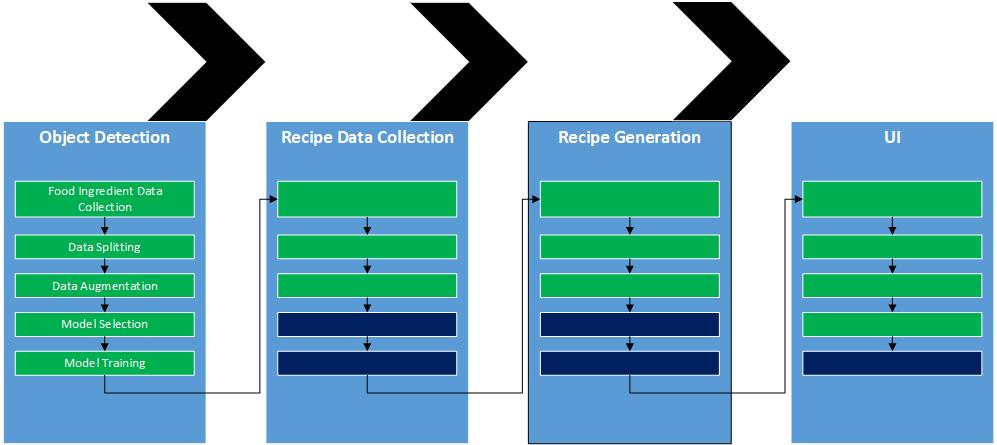 Object Detection
Food Ingredient Data
Collection
Data Splitting
Data Augmentation
Model Selection
Model Training
Recipe Data Collection
Recipe Generation
UI